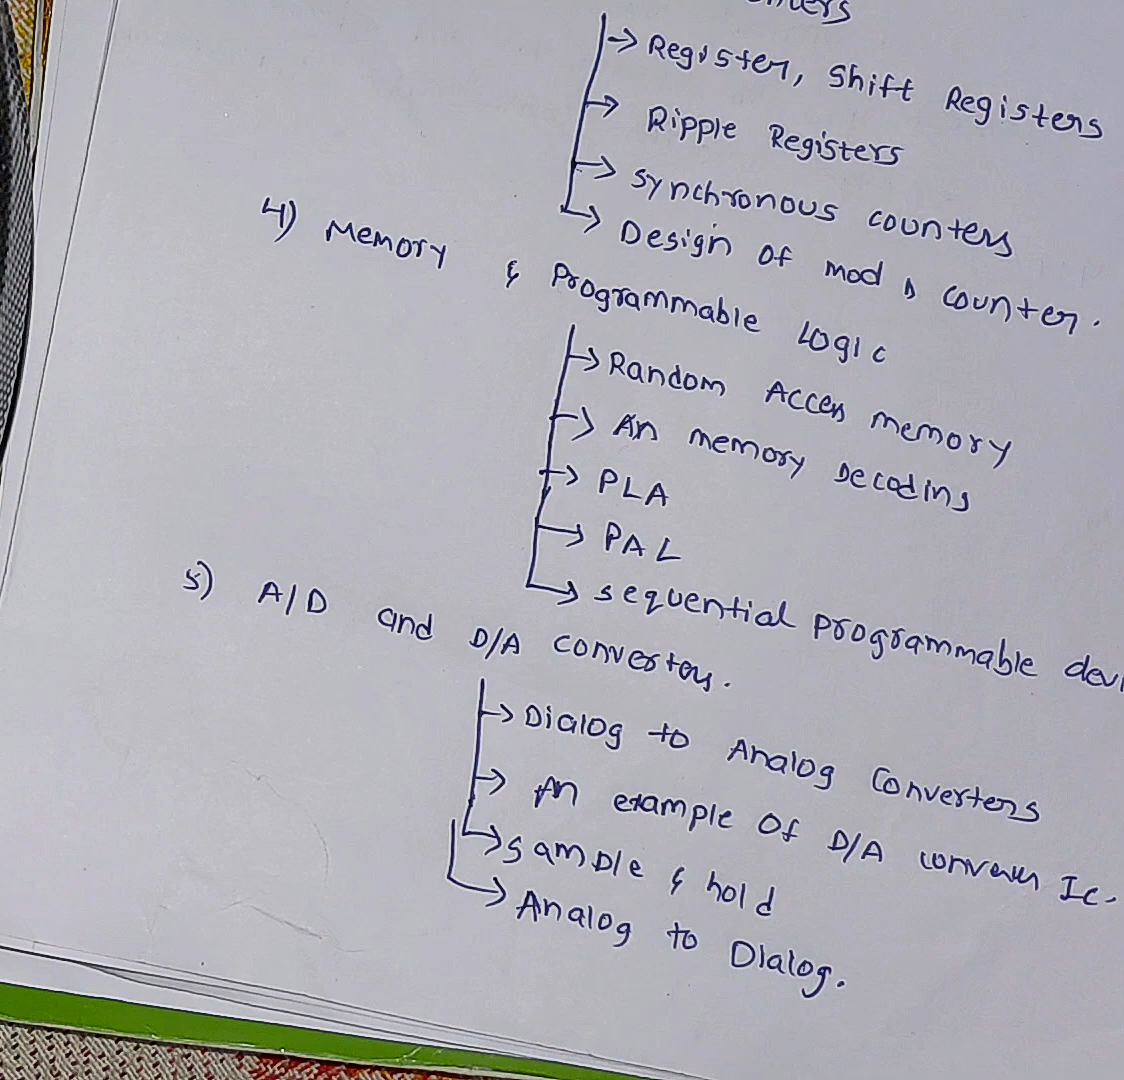 → Register, Shift Registers
→ Ripple Registers
→ synchronous counters
→ Design of mod n counter.
4) Memory & Programmable Logic
→ Random Access memory
→ An memory Decoding
→ PLA
→ PAL
→ sequential programmable
5) A/D and D/A converters.
→ Dialog to Analog Converters
→ An example of D/A IC.
→ sample & hold
→ Analog to Dialog.